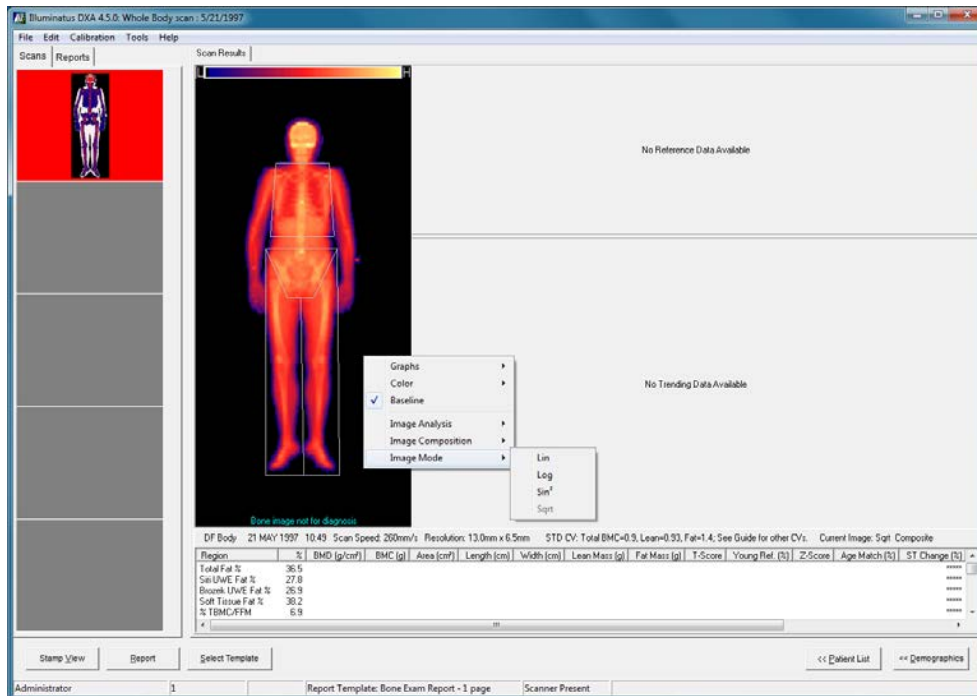 Illuminatus DXA 4.5.0: Whole Body scan : 5/21/1997
File Edit Calibration Tools Help
Scans Reports
Scan Results
L H
No Reference Data Available
Graphs
Color
Baseline
Image Analysis
Image Composition
Image Mode
Lin
Log
Sin²
Sqrt
No Trending Data Available
Bone image not for diagnosis
DF Body 21 MAY 1997 10:49 Scan Speed: 260mm/s Resolution: 13.0mm x 6.5mm STD CV: Total BMC=0.9, Lean=0.93, Fat=1.4; See Guide for other CVs. Current Image: Sqrt Composite
Region % BMD (g/cm²) BMC (g) Area (cm²) Length (cm) Width (cm) Lean Mass (g) Fat Mass (g) T-Score Young Ref. (%) Z-Score Age Match (%) ST Change (%)
Total Fat % 36.5 *****
Siri UWE Fat % 27.8 *****
Brozek UWE Fat % 26.9 *****
Soft Tissue Fat % 38.2 *****
% TBMC/FFM 6.9 *****
Stamp View Report Select Template << Patient List << Demographics
Administrator 1 Report Template: Bone Exam Report - 1 page Scanner Present